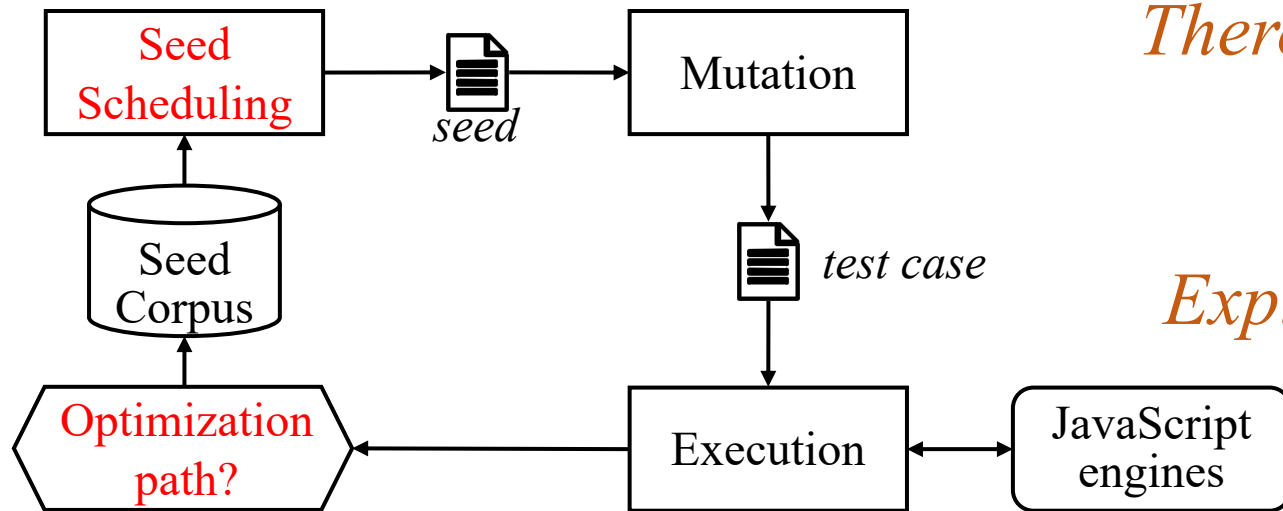 Seed
Scheduling
seed
Mutation
test case
Seed
Corpus
Optimization
path?
Execution
JavaScript
engines